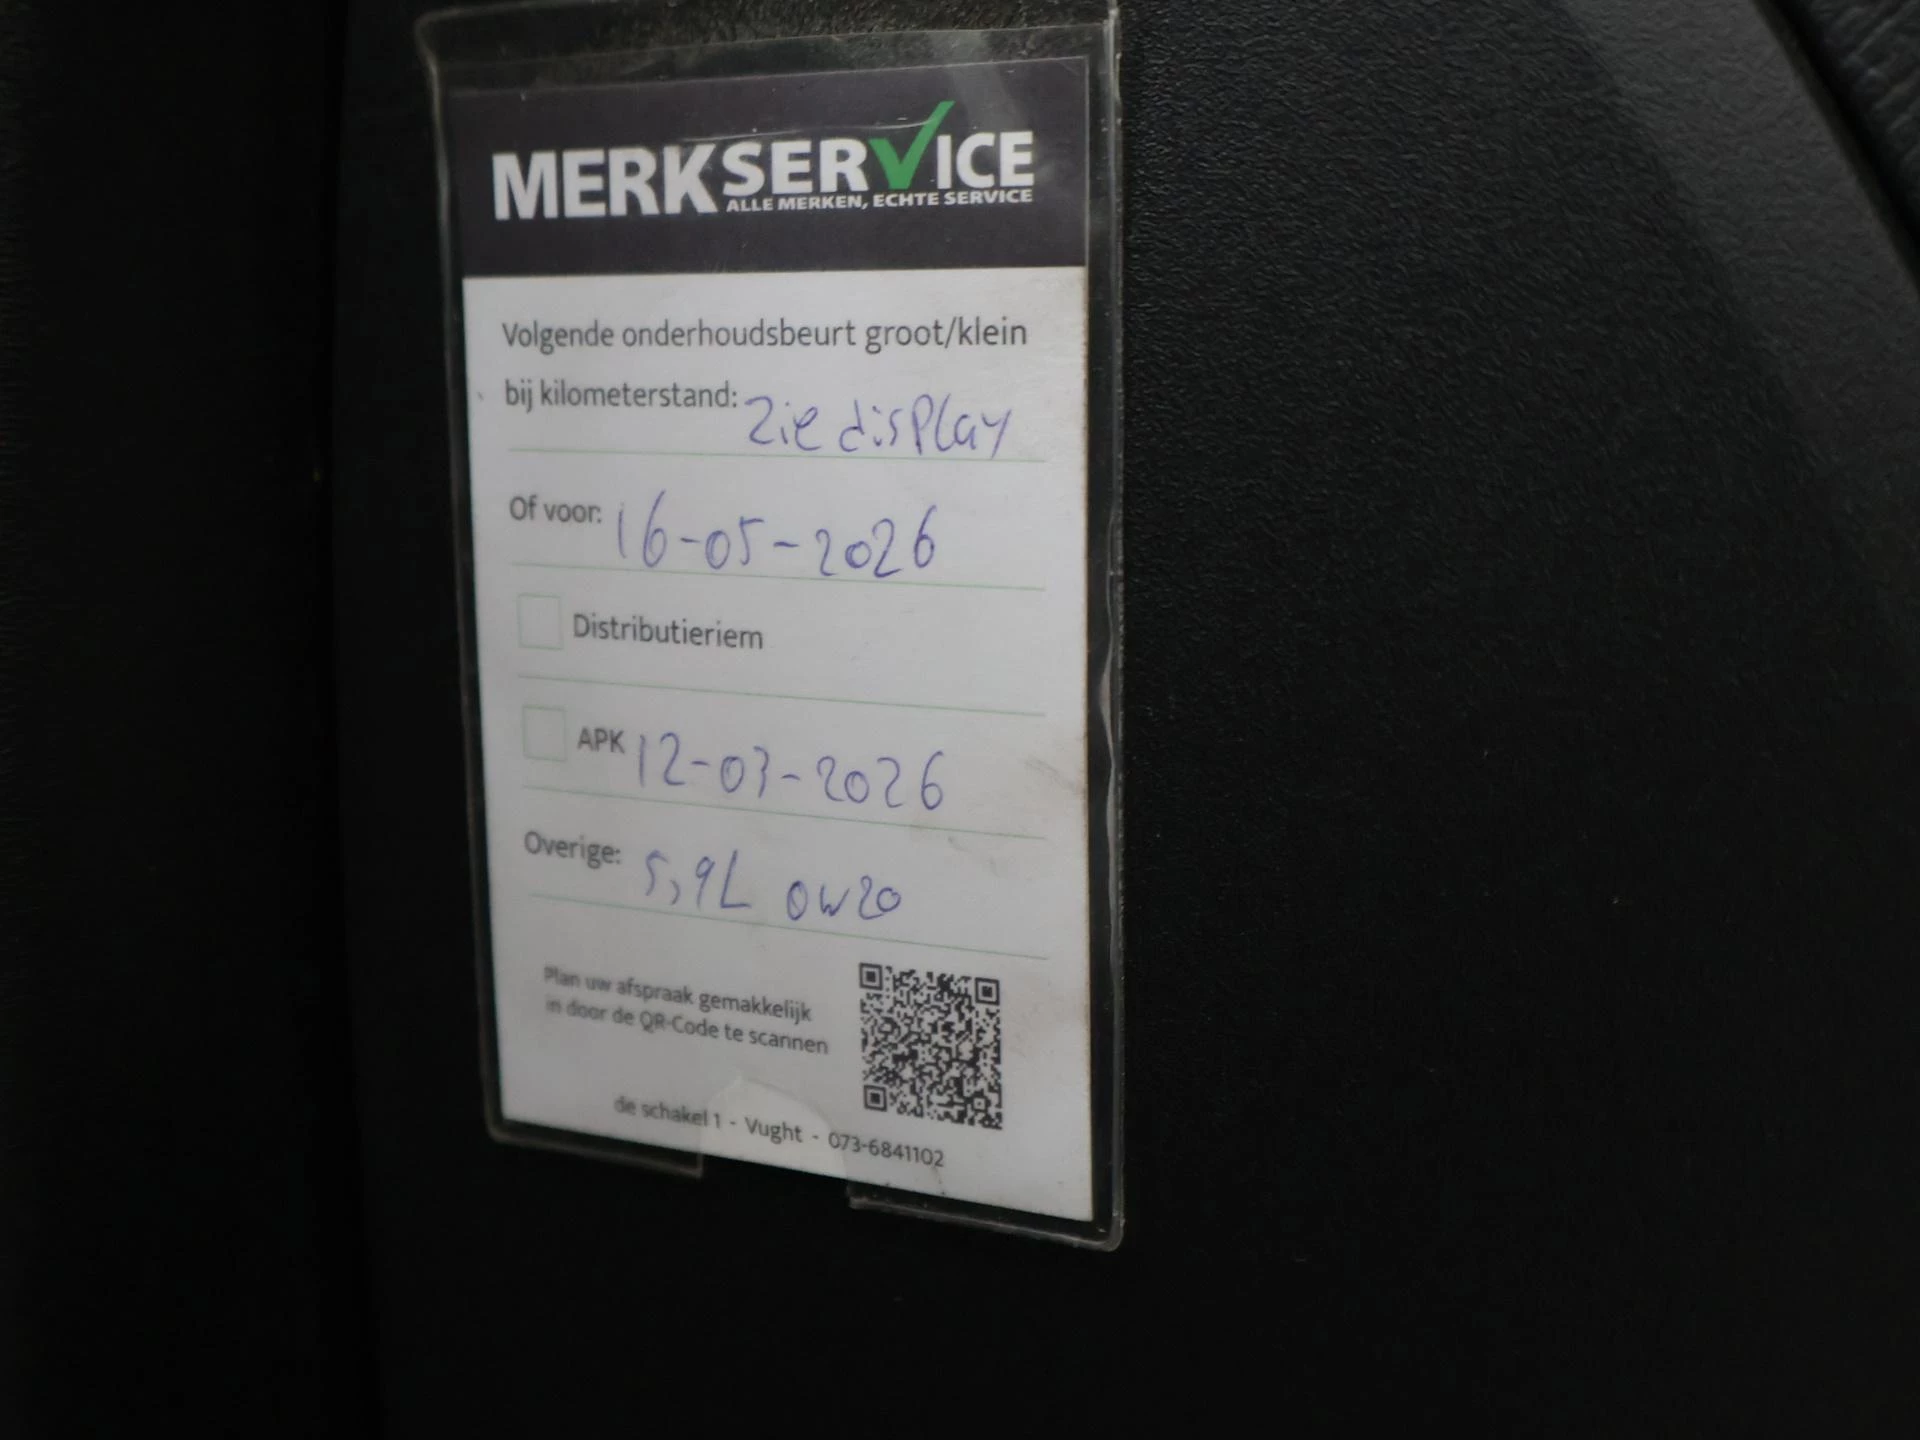 MERKSERVICE
ALLE MERKEN, ECHTE SERVICE
Volgende onderhoudsbeurt groot/klein
bij kilometerstand: Zie display
Of voor: 16-05-2026
Distributieriem
APK 12-03-2026
Overige: 5,9L 0W20
Plan uw afspraak gemakkelijk
in door de QR-Code te scannen
de schakel 1 - Vught - 073-6841102